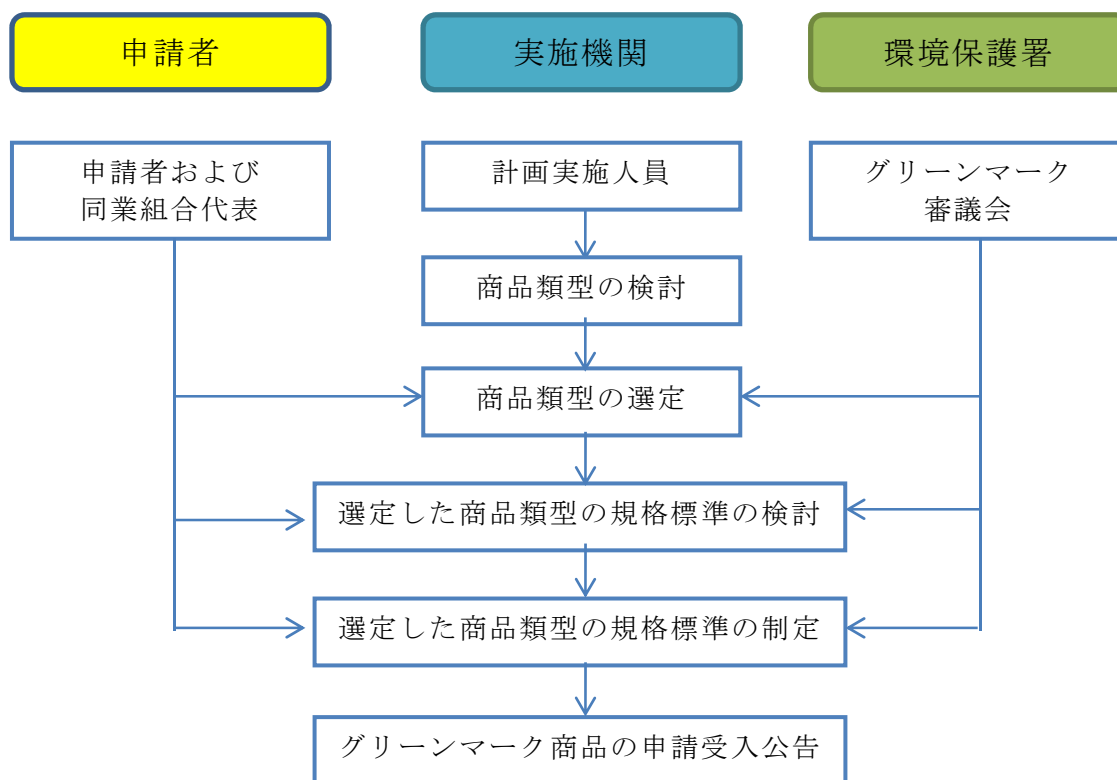 申請者
実施機関
環境保護署
申請者および
同業組合代表
計画実施人員
グリーンマーク
審議会
商品類型の検討
商品類型の選定
選定した商品類型の規格標準の検討
選定した商品類型の規格標準の制定
グリーンマーク商品の申請受入公告